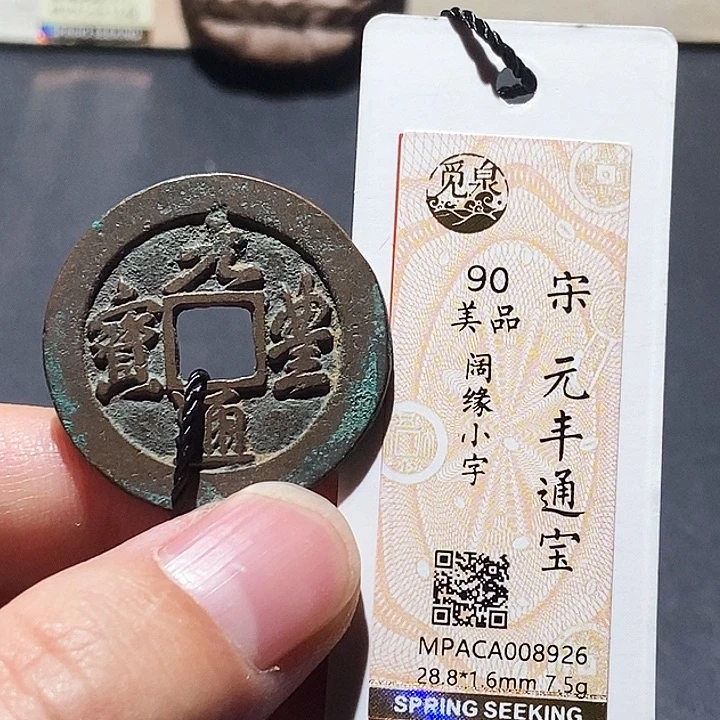 元豐通寶
觅泉
宋 元丰通宝
90
美品
阔缘小字
MPACA008926
28.8*1.6mm 7.5g
SPRING SEEKING